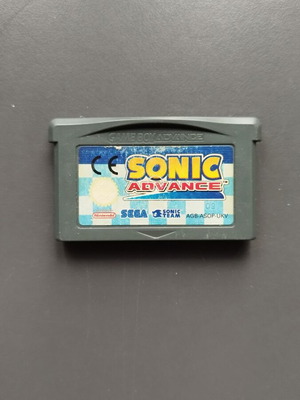 GAME BOY ADVANCE
CE SONIC
ADVANCE
Nintendo SEGA SONIC TEAM AGB-ASOP-UKV